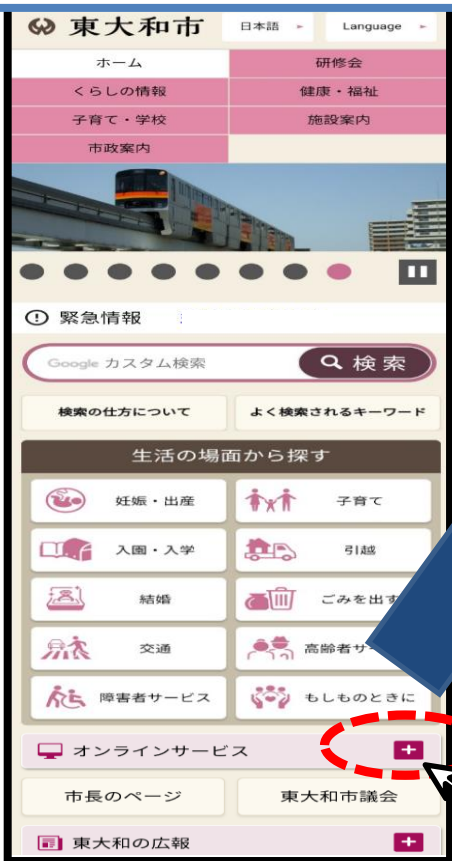 東大和市
日本語
Language
ホーム
研修会
くらしの情報
健康・福祉
子育て・学校
施設案内
市政案内
緊急情報
Google カスタム検索
検索
検索の仕方について
よく検索されるキーワード
生活の場面から探す
妊娠・出産
子育て
入園・入学
引越
結婚
ごみを出す
交通
高齢者サ
障害者サービス
もしものときに
オンラインサービス
市長のページ
東大和市議会
東大和の広報